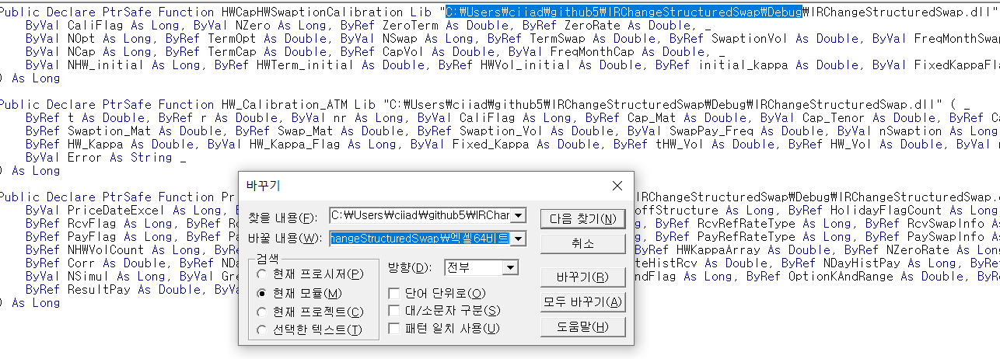 Public Declare PtrSafe Function HWCapHWSwaptionCalibration Lib "C:₩Users₩ciiad₩github5₩IRChangeStructuredSwap₩Debug₩IRChangeStructuredSwap.dll"
ByVal CaliFlag As Long, ByVal NZero As Long, ByRef ZeroTerm As Double, ByRef ZeroRate As Double, _
ByVal NOpt As Long, ByRef TermOpt As Double, ByVal NSwap As Long, ByRef TermSwap As Double, ByRef SwaptionVol As Double, ByVal FreqMonthSwa
ByVal NCap As Long, ByRef TermCap As Double, ByRef CapVol As Double, ByVal FreqMonthCap As Double, _
ByVal NHW_initial As Long, ByRef HWTerm_initial As Double, ByRef HWVol_initial As Double, ByRef initial_kappa As Double, ByVal FixedKappaFla
) As Long
Public Declare PtrSafe Function HW_Calibration_ATM Lib "C:₩Users₩ciiad₩github5₩IRChangeStructuredSwap₩Debug₩IRChangeStructuredSwap.dll" ( _
ByRef t As Double, ByRef r As Double, ByVal nr As Long, ByVal CaliFlag As Long, ByRef Cap_Mat As Double, ByVal Cap_Tenor As Double, ByRef Ca
ByRef Swaption_Mat As Double, ByRef Swap_Mat As Double, ByRef Swaption_Vol As Double, ByVal SwapPay_Freq As Double, ByVal nSwaption As Long,
ByRef HW_Kappa As Double, ByVal HW_Kappa_Flag As Long, ByVal Fixed_Kappa As Double, ByRef tHW_Vol As Double, ByRef HW_Vol As Double, ByVal n
ByVal Error As String _
) As Long
Public Declare PtrSafe Function Pr IRChangeStructuredSwap₩Debug₩IRChangeStructuredSwap.d
ByVal PriceDateExcel As Long, B offStructure As Long, ByRef HolidayFlagCount As Long
ByRef RcvFlag As Long, ByRef Rc g, ByRef RcvRefRateType As Long, ByRef RcvSwapInfo As
ByRef PayFlag As Long, ByRef Pa g, ByRef PayRefRateType As Long, ByRef PaySwapInfo As
ByRef NHWVolCount As Long, ByRe ByRef HWKappaArray As Double, ByRef NZeroRate As Long
ByRef Corr As Double, ByRef NDa teHistRcv As Double, ByRef NDayHistPay As Long, ByRef
ByVal NSimul As Long, ByVal Gre ndFlag As Long, ByRef OptionKAndRange As Double, ByRe
ByRef ResultPay As Double, ByVa
) As Long
바꾸기
찾을 내용(F): C:₩Users₩ciiad₩github5₩IRChar 다음 찾기(N)
바꿀 내용(W): hangeStructuredSwap₩엑셀64비트 취소
검색
현재 프로시저(P) 방향(D): 전부
현재 모듈(M) 단어 단위로(O) 바꾸기(R)
현재 프로젝트(C) 대/소문자 구분(S) 모두 바꾸기(A)
선택한 텍스트(T) 패턴 일치 사용(U) 도움말(H)